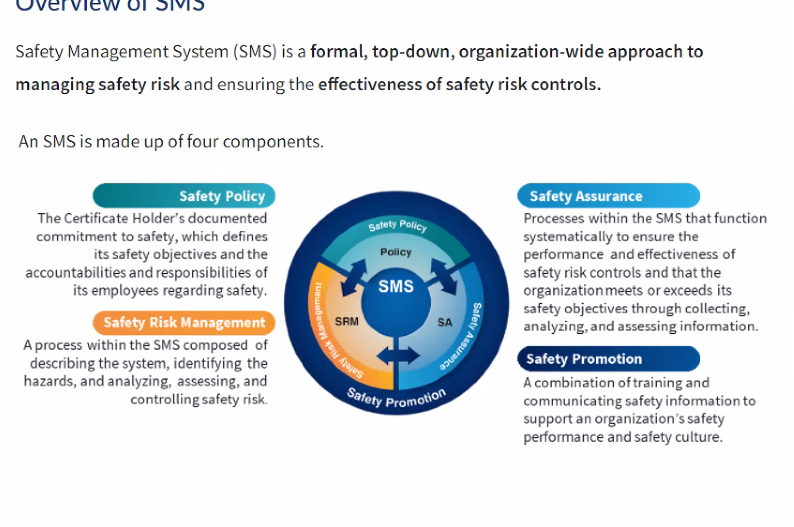 Overview of SMS
Safety Management System (SMS) is a formal, top-down, organization-wide approach to
managing safety risk and ensuring the effectiveness of safety risk controls.
An SMS is made up of four components.
Safety Policy
The Certificate Holder's documented
commitment to safety, which defines
its safety objectives and the
accountabilities and responsibilities of
its employees regarding safety.
Safety Risk Management
A process within the SMS composed of
describing the system, identifying the
hazards, and analyzing, assessing, and
controlling safety risk.
Safety Policy
Policy
SMS
SRM
SA
Safety Risk Management
Safety Assurance
Safety Promotion
Safety Assurance
Processes within the SMS that function
systematically to ensure the
performance and effectiveness of
safety risk controls and that the
organization meets or exceeds its
safety objectives through collecting,
analyzing, and assessing information.
Safety Promotion
A combination of training and
communicating safety information to
support an organization's safety
performance and safety culture.